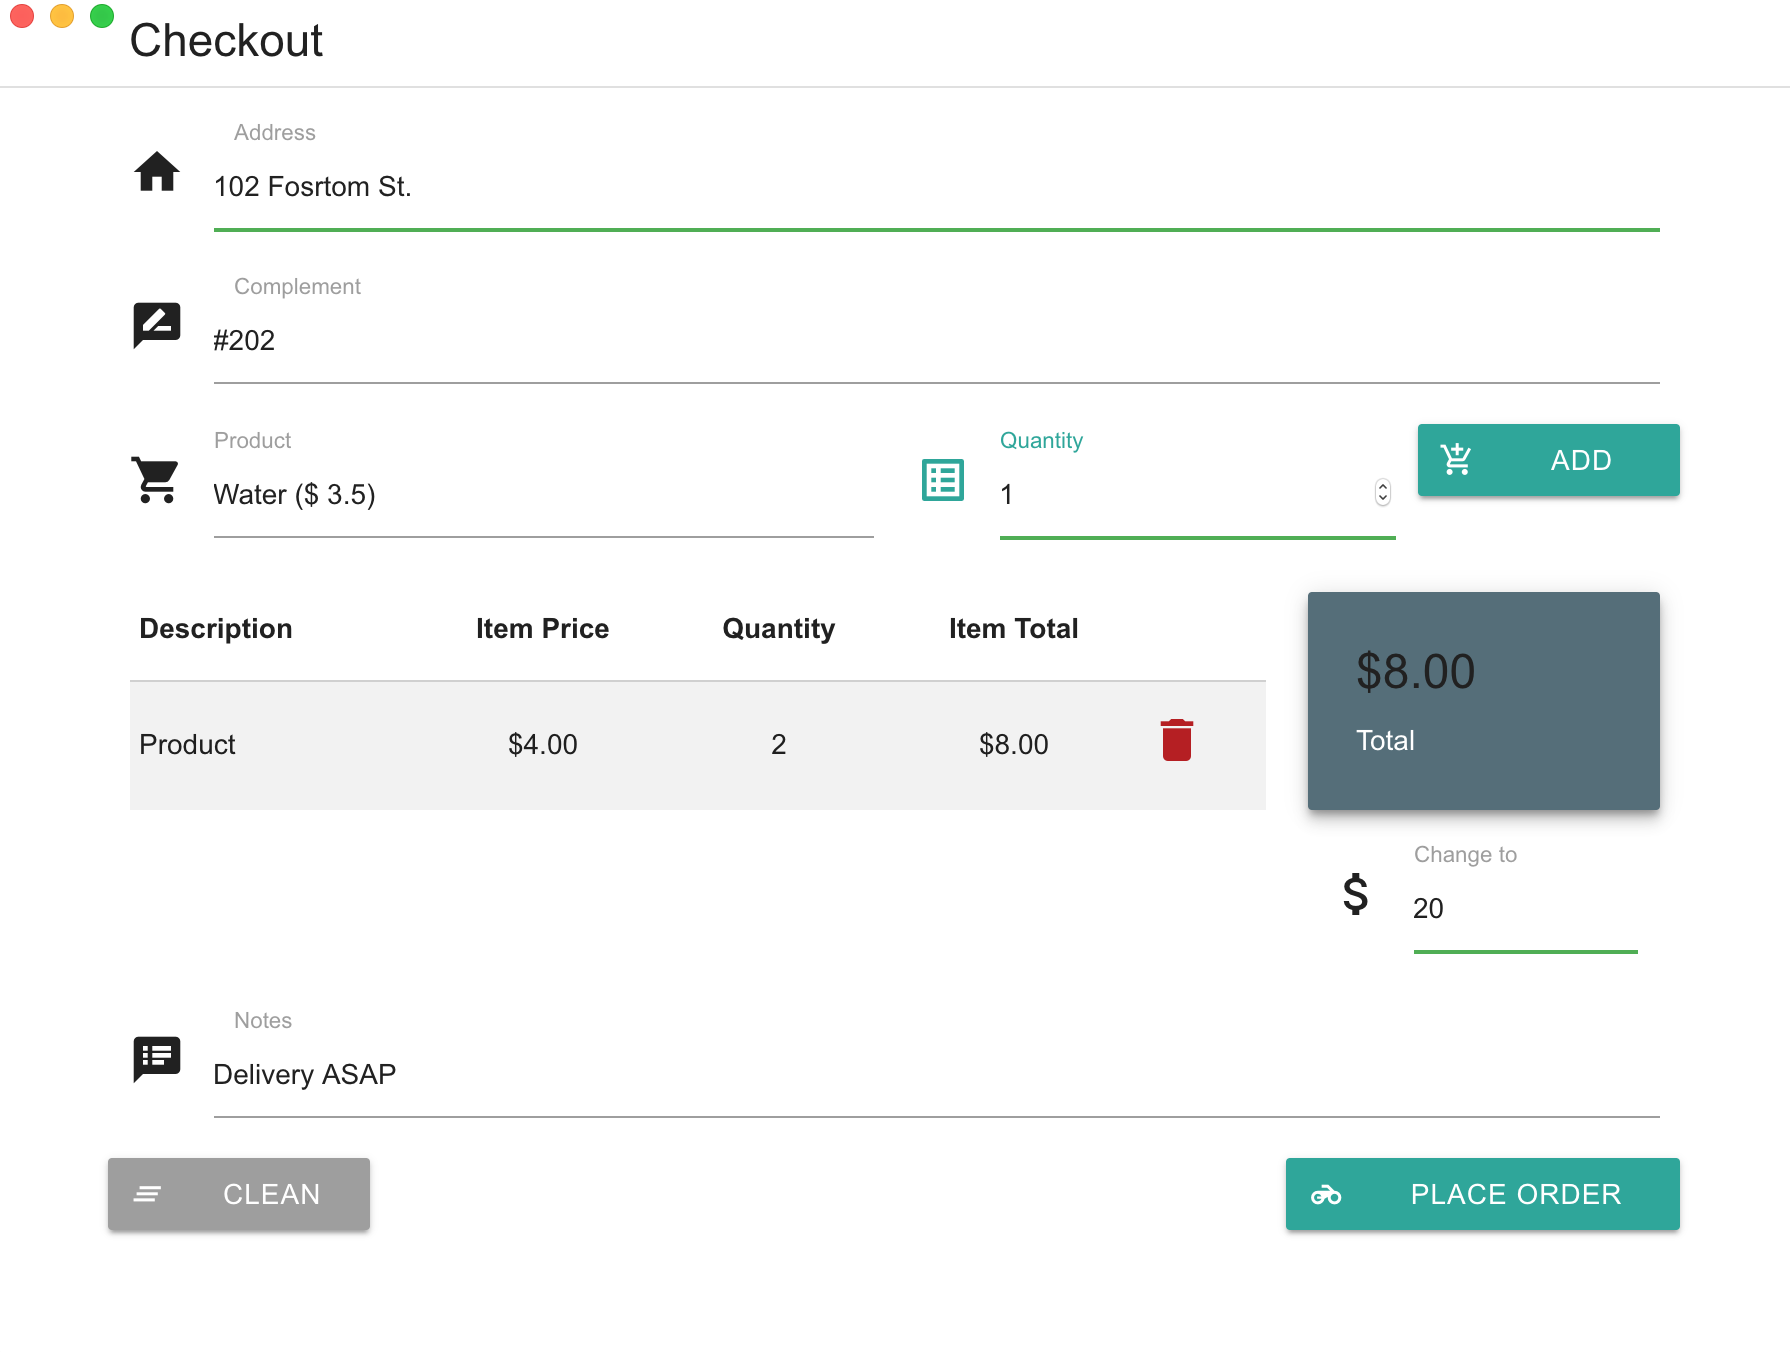 Checkout
Address
102 Fosrtom St.
Complement
#202
Product
Quantity
Water ($ 3.5)
1
ADD
Description Item Price Quantity Item Total
Product $4.00 2 $8.00
$8.00
Total
Change to
$ 20
Notes
Delivery ASAP
CLEAN
PLACE ORDER